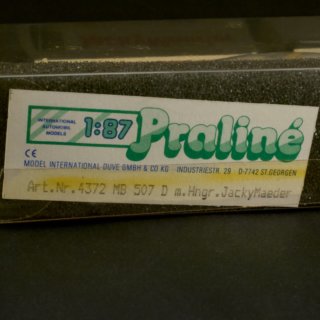 INTERNATIONAL
AUTOMOBIL
MODELS
1:87
Praliné
CE
MODEL INTERNATIONAL DUVE GMBH & CO KG INDUSTRIESTR. 29 D-7742 ST.GEORGEN
Art.Nr.4372 MB 507 D m.Hngr.JackyMaeder